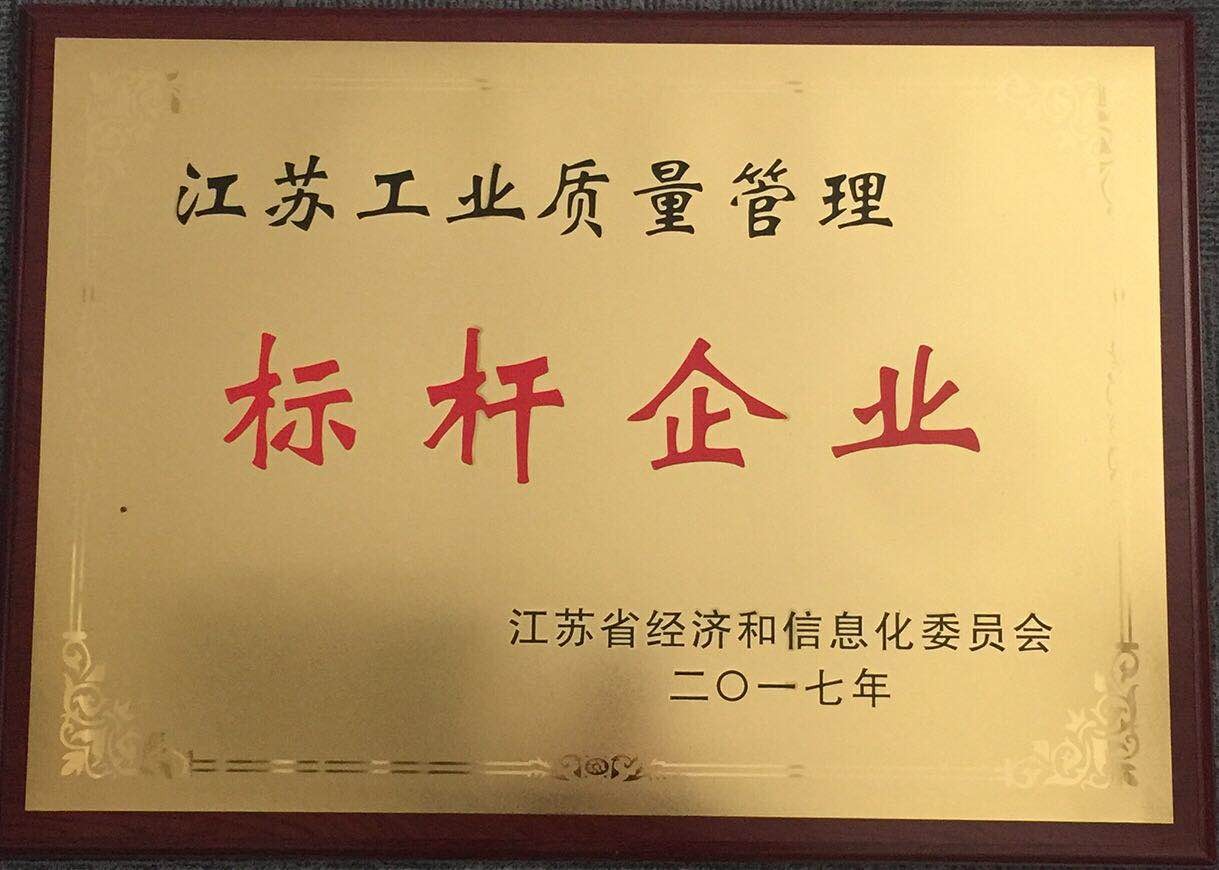 江苏工业质量管理
标杆企业
江苏省经济和信息化委员会
二〇一七年